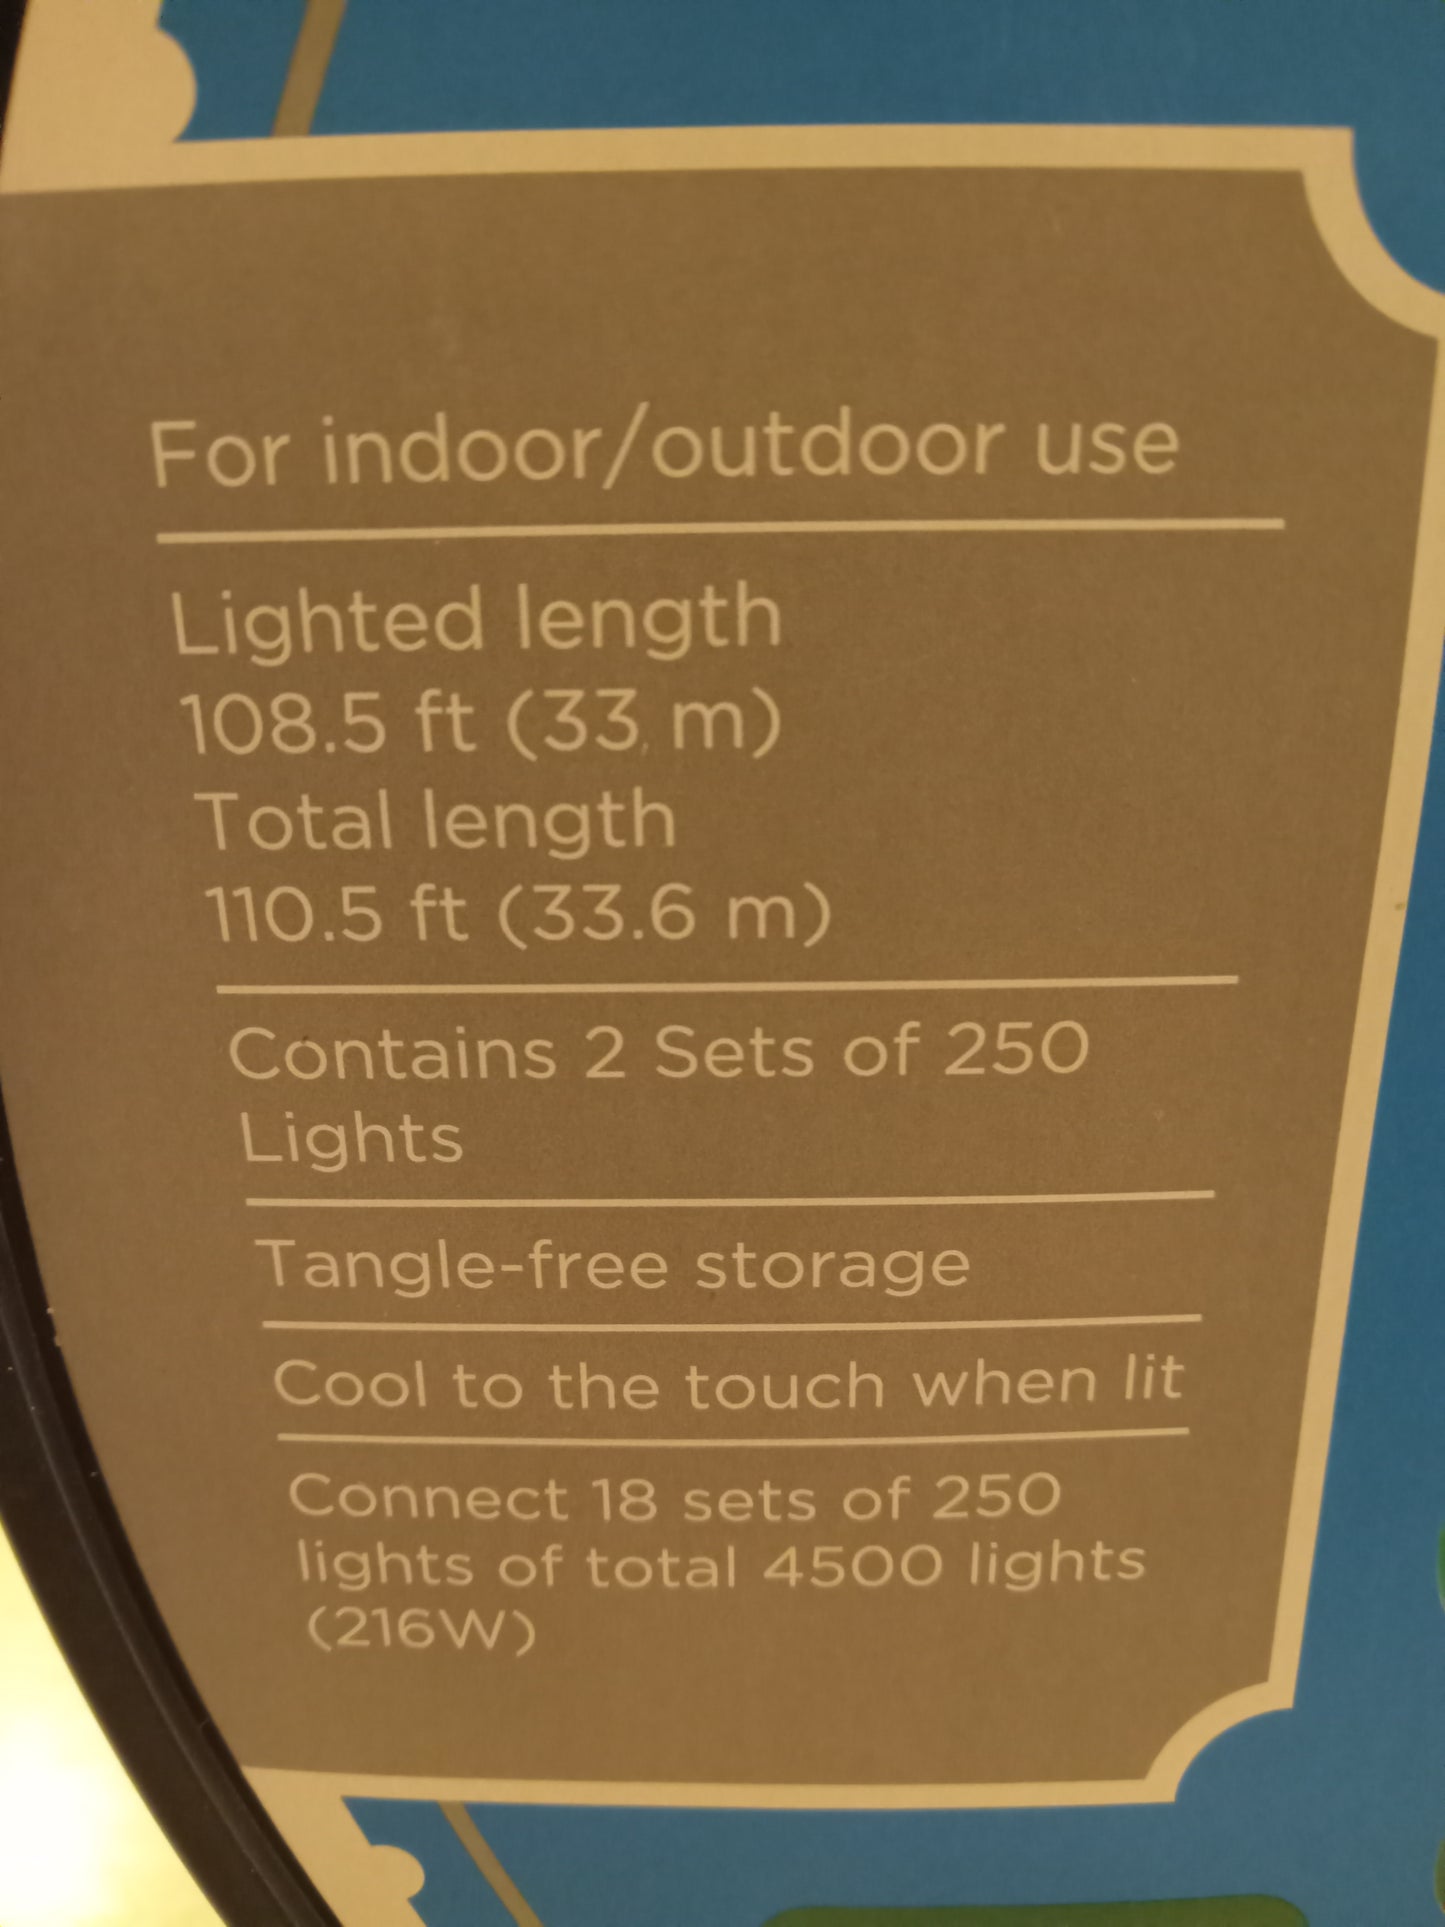 For indoor/outdoor use
Lighted length
108.5 ft (33 m)
Total length
110.5 ft (33.6 m)
Contains 2 Sets of 250
Lights
Tangle-free storage
Cool to the touch when lit
Connect 18 sets of 250
lights of total 4500 lights
(216W)